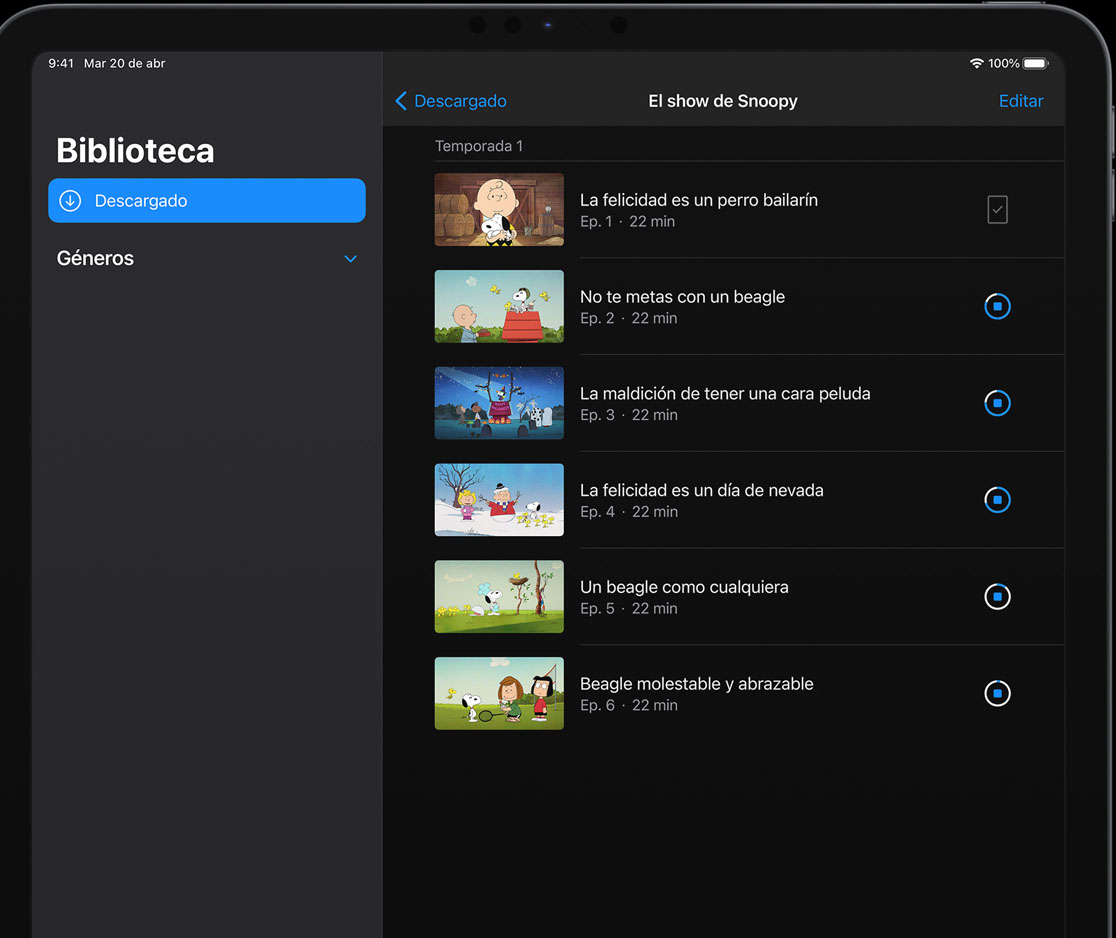 9:41 Mar 20 de abr
100%
Biblioteca
Descargado
Géneros
Descargado
El show de Snoopy
Editar
Temporada 1
La felicidad es un perro bailarín
Ep. 1 · 22 min
No te metas con un beagle
Ep. 2 · 22 min
La maldición de tener una cara peluda
Ep. 3 · 22 min
La felicidad es un día de nevada
Ep. 4 · 22 min
Un beagle como cualquiera
Ep. 5 · 22 min
Beagle molestable y abrazable
Ep. 6 · 22 min